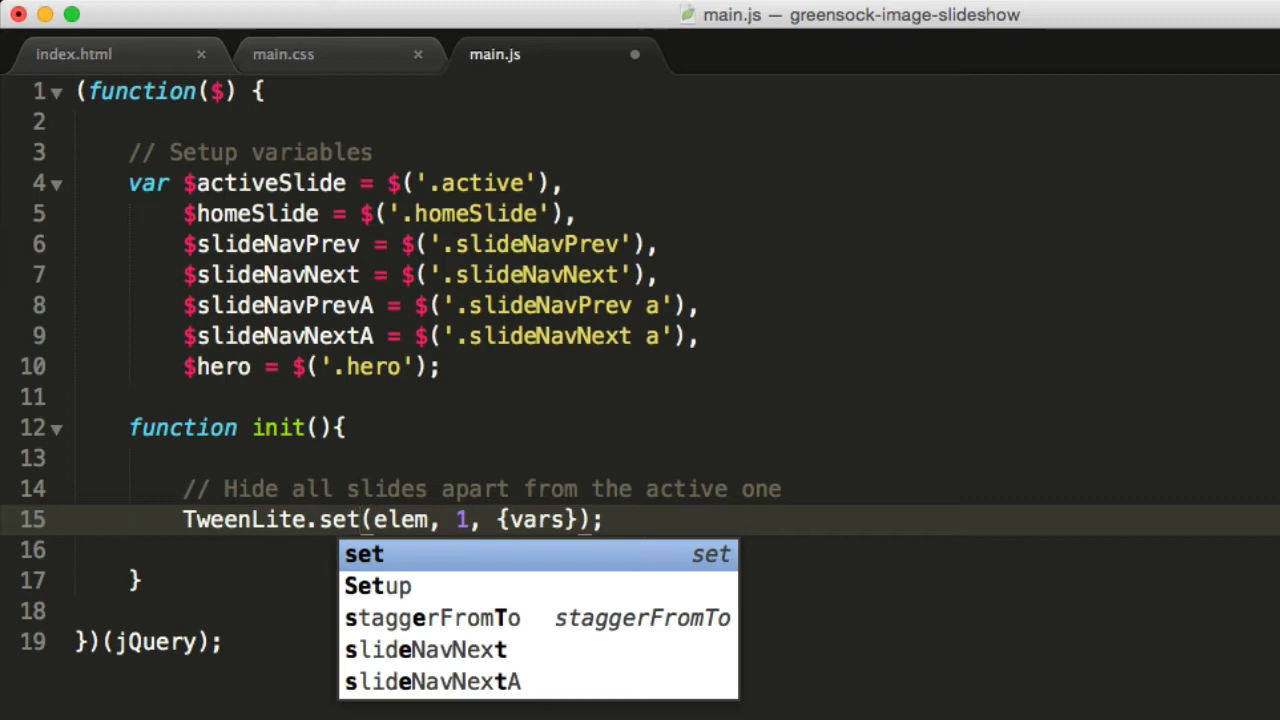 main.js — greensock-image-slideshow
index.html × main.css × main.js
1 (function($) {
2
3 // Setup variables
4 var $activeSlide = $('.active'),
5 $homeSlide = $('.homeSlide'),
6 $slideNavPrev = $('.slideNavPrev'),
7 $slideNavNext = $('.slideNavNext'),
8 $slideNavPrevA = $('.slideNavPrev a'),
9 $slideNavNextA = $('.slideNavNext a'),
10 $hero = $('.hero');
11
12 function init(){
13
14 // Hide all slides apart from the active one
15 TweenLite.set(elem, 1, {vars});
16
17 }
18
19 })(jQuery);
set set
Setup
staggerFromTo staggerFromTo
slideNavNext
slideNavNextA